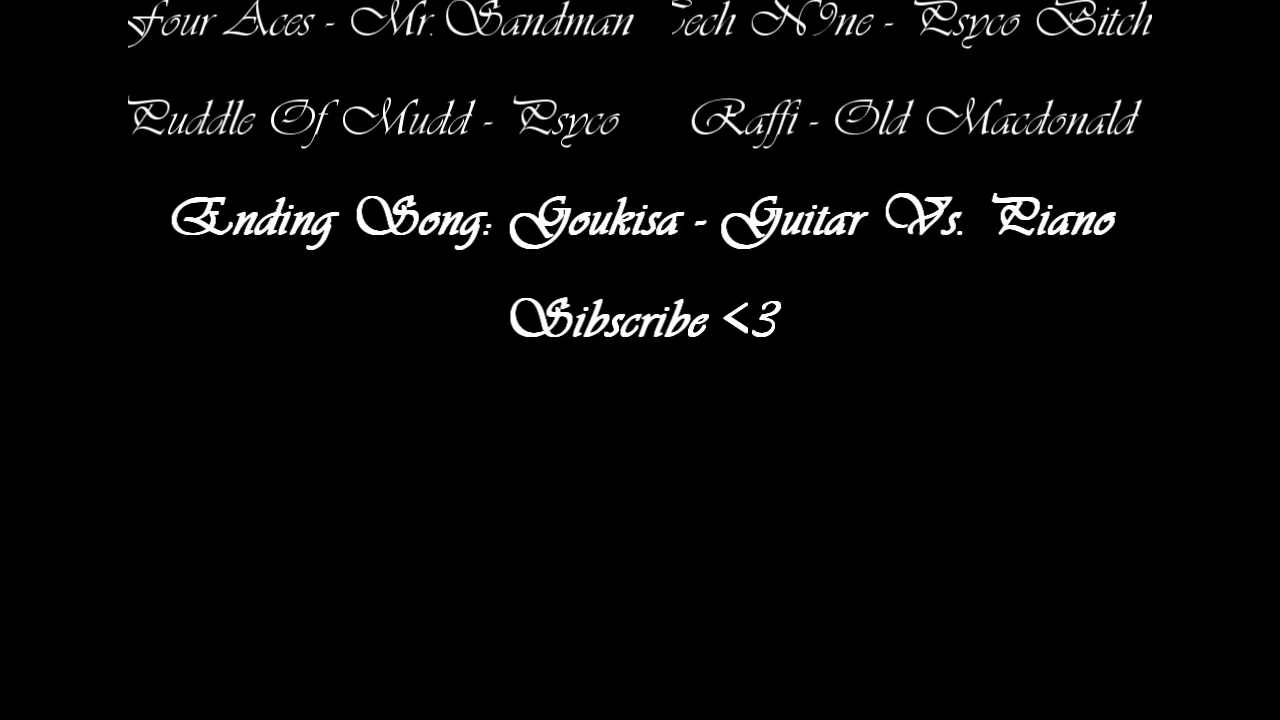 Four Aces - Mr. Sandman Tech N9ne - Psyco Bitch
Puddle Of Mudd - Psyco Raffi - Old Macdonald
Ending Song: Goukisa - Guitar Vs. Piano
Sibscribe <3